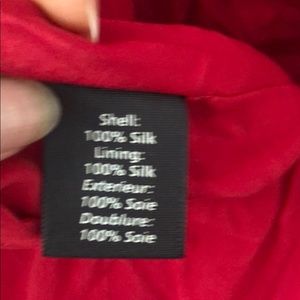 Shell:
100% Silk
Lining:
100% Silk
Exterieur:
100% Soie
Doublure:
100% Soie